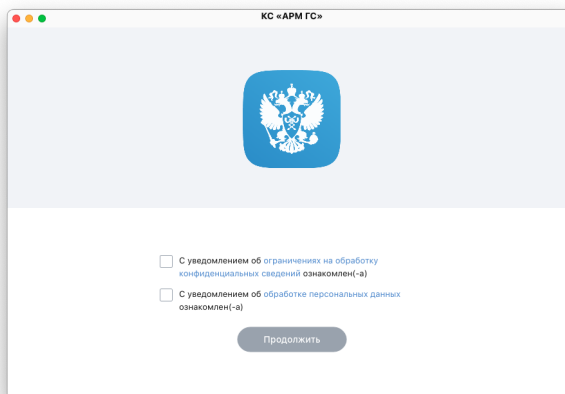 КС «АРМ ГС»
С уведомлением об ограничениях на обработку
конфиденциальных сведений ознакомлен(-а)
С уведомлением об обработке персональных данных
ознакомлен(-а)
Продолжить